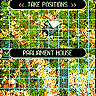 <<.TAKE POSITIONS.>>
PARLIAMENT HOUSE